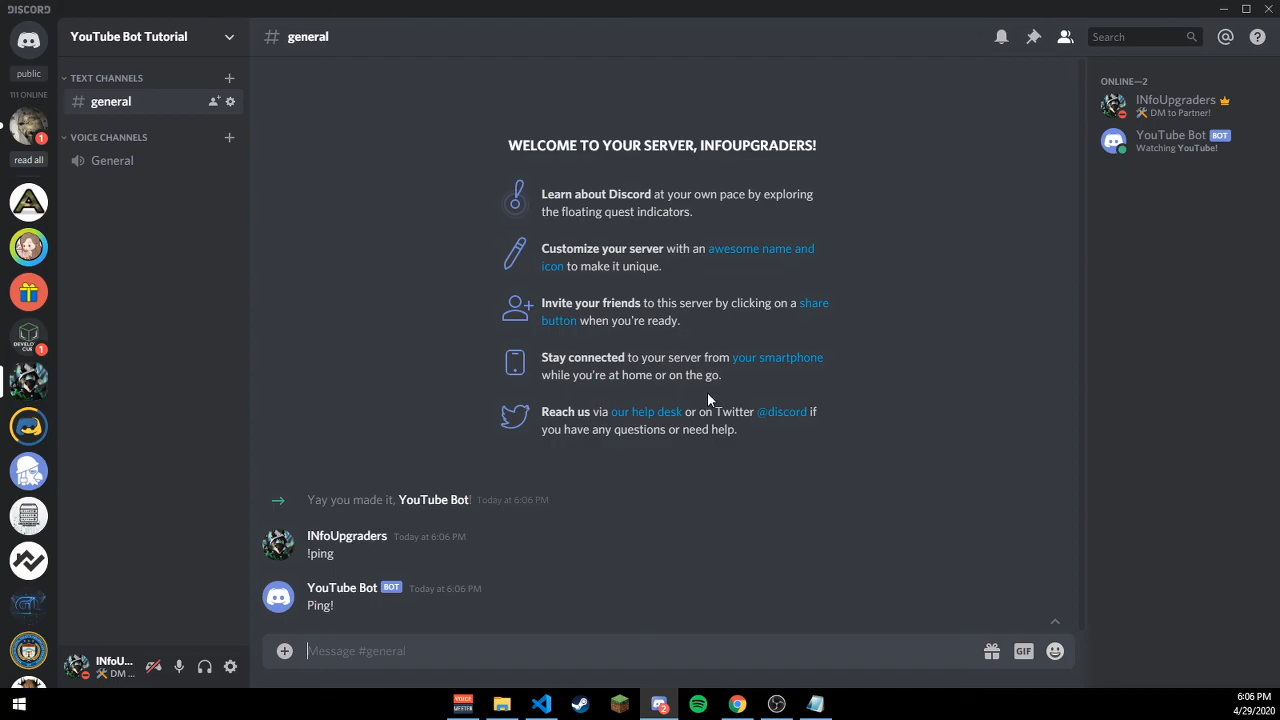 DISCORD
public
111 ONLINE
1
read all
DEVELOPMENT
1
YouTube Bot Tutorial
TEXT CHANNELS
general
VOICE CHANNELS
General
INfoU...
DM ...
# general
Search
WELCOME TO YOUR SERVER, INFOUPGRADERS!
Learn about Discord at your own pace by exploring
the floating quest indicators.
Customize your server with an awesome name and
icon to make it unique.
Invite your friends to this server by clicking on a share
button when you're ready.
Stay connected to your server from your smartphone
while you're at home or on the go.
Reach us via our help desk or on Twitter @discord if
you have any questions or need help.
Yay you made it, YouTube Bot! Today at 6:06 PM
INfoUpgraders Today at 6:06 PM
!ping
YouTube Bot BOT Today at 6:06 PM
Ping!
Message #general
GIF
ONLINE—2
INfoUpgraders
DM to Partner!
YouTube Bot BOT
Watching YouTube!
VOICE
MEETER
2
6:06 PM
4/29/2020